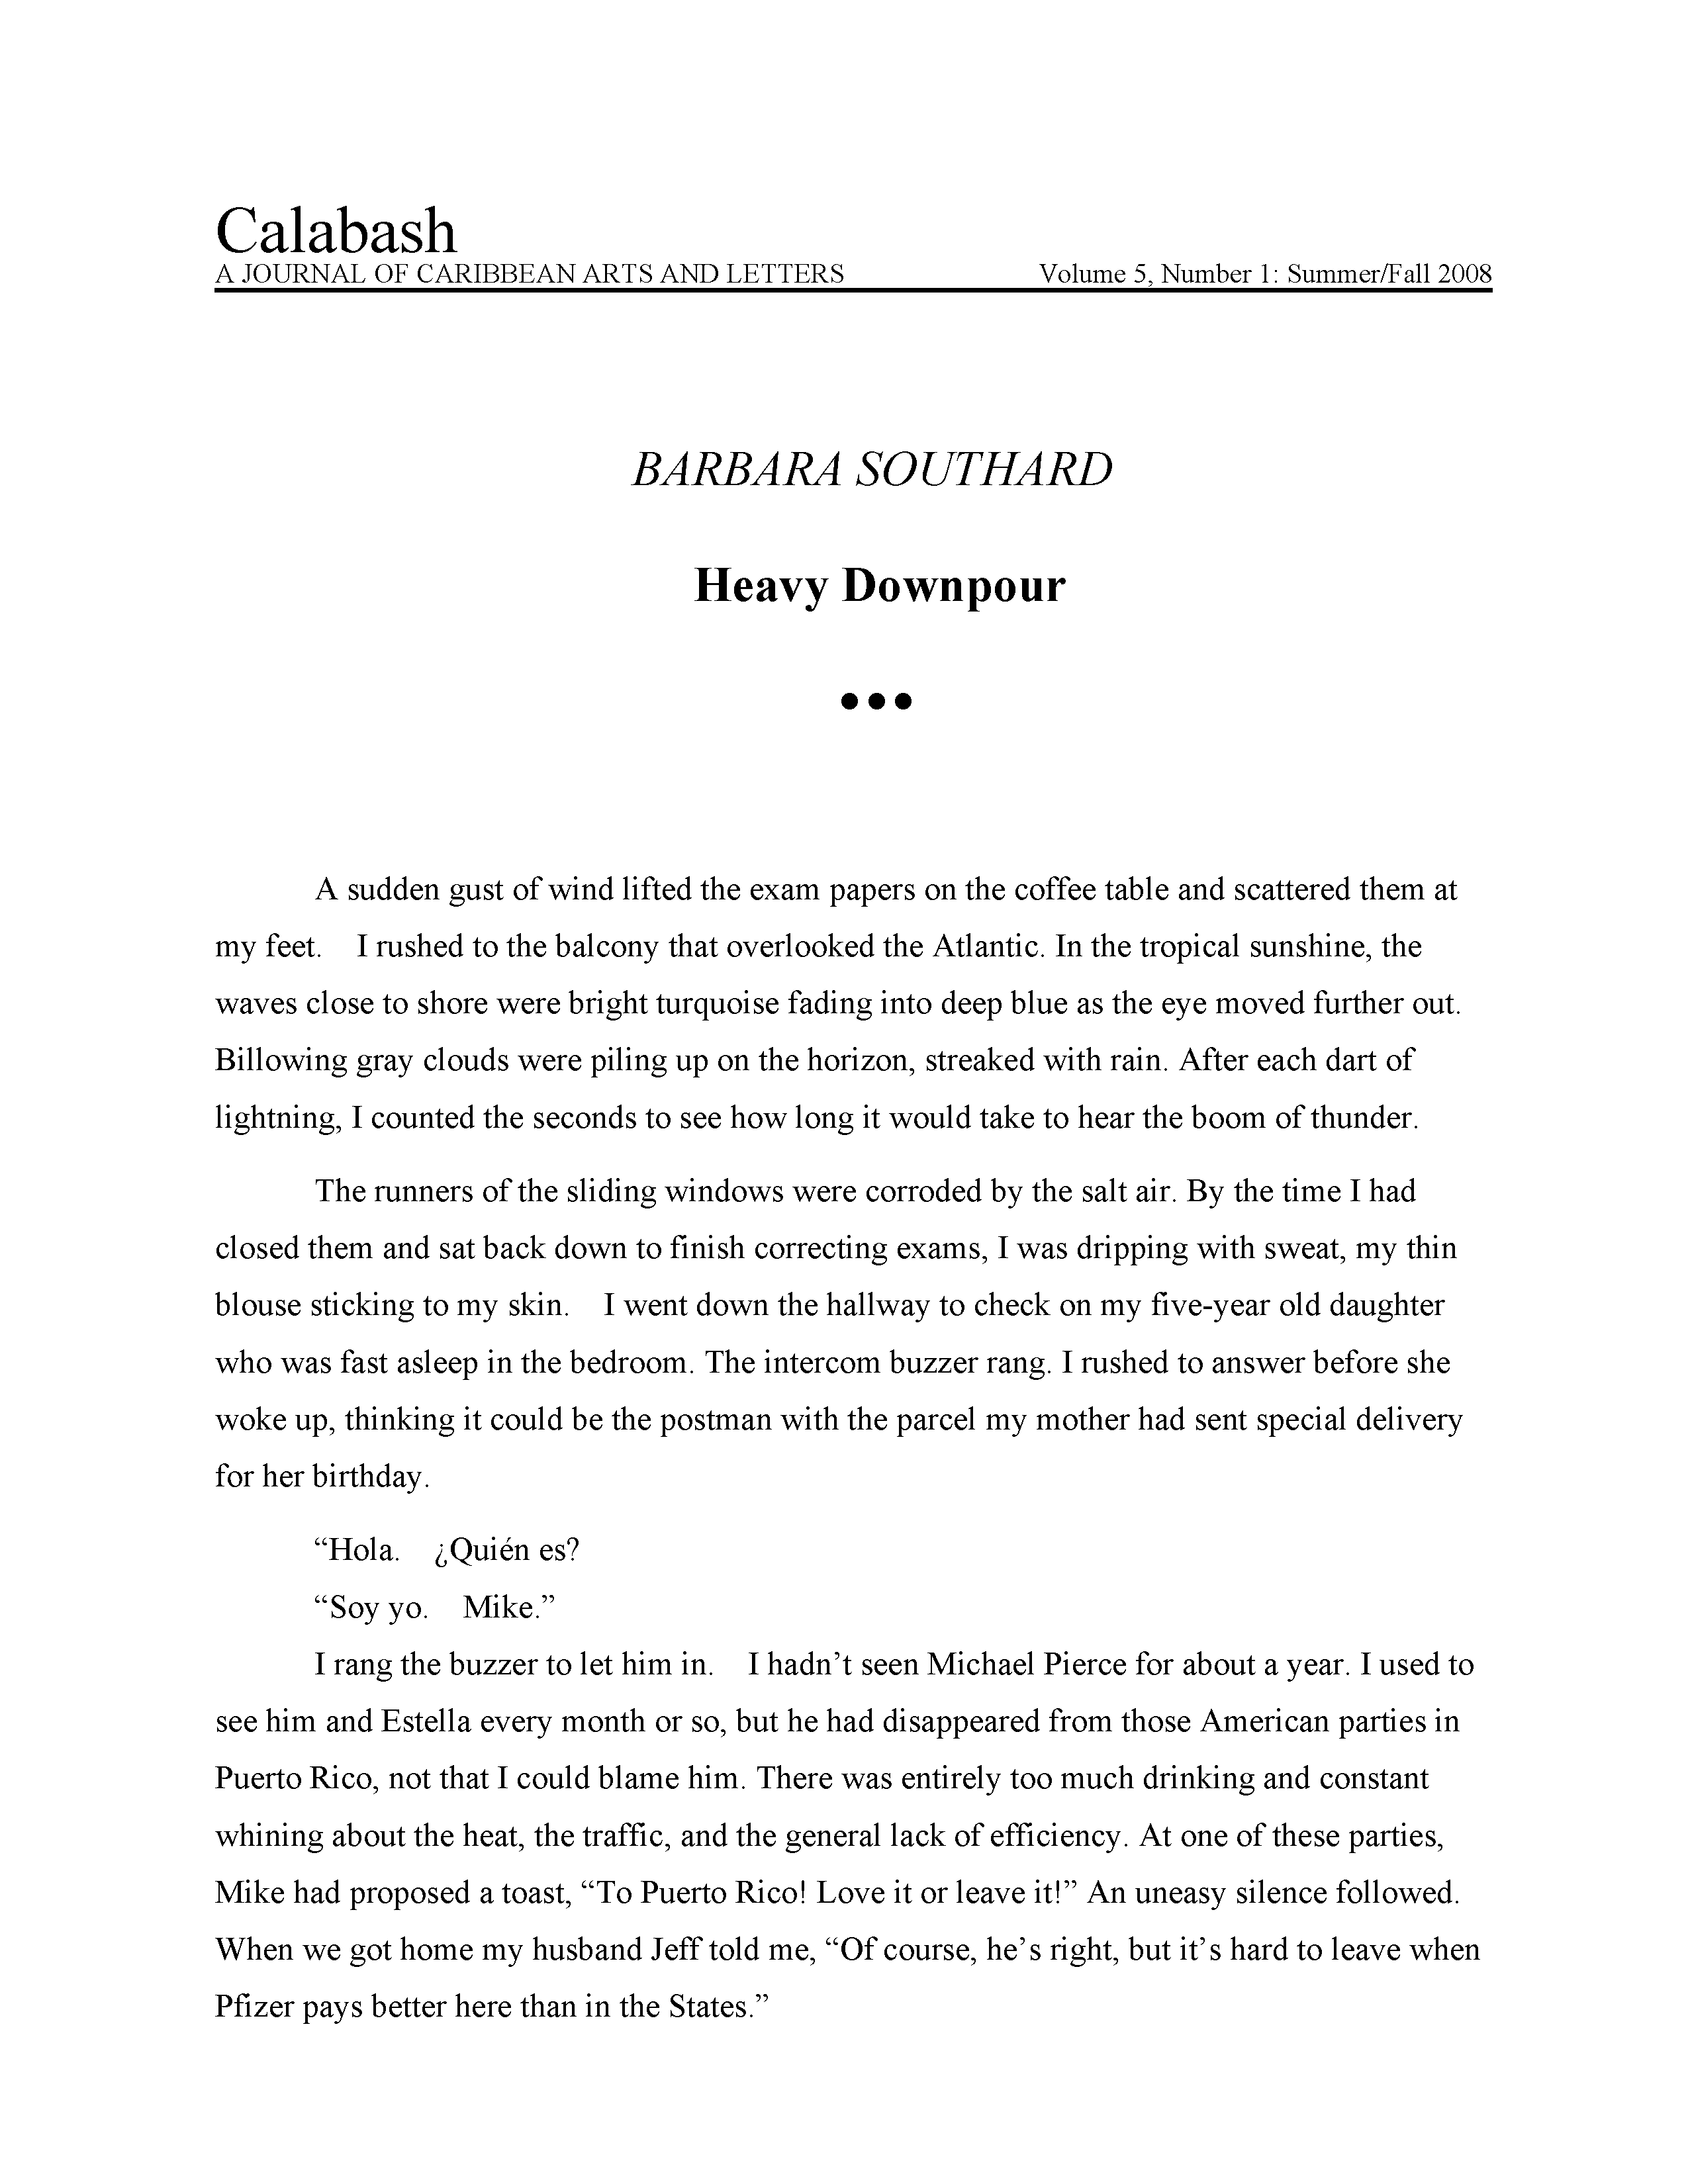 Calabash
A JOURNAL OF CARIBBEAN ARTS AND LETTERS Volume 5, Number 1: Summer/Fall 2008
BARBARA SOUTHARD
Heavy Downpour
•••
A sudden gust of wind lifted the exam papers on the coffee table and scattered them at
my feet. I rushed to the balcony that overlooked the Atlantic. In the tropical sunshine, the
waves close to shore were bright turquoise fading into deep blue as the eye moved further out.
Billowing gray clouds were piling up on the horizon, streaked with rain. After each dart of
lightning, I counted the seconds to see how long it would take to hear the boom of thunder.
The runners of the sliding windows were corroded by the salt air. By the time I had
closed them and sat back down to finish correcting exams, I was dripping with sweat, my thin
blouse sticking to my skin. I went down the hallway to check on my five-year old daughter
who was fast asleep in the bedroom. The intercom buzzer rang. I rushed to answer before she
woke up, thinking it could be the postman with the parcel my mother had sent special delivery
for her birthday.
“Hola. ¿Quién es?
“Soy yo. Mike.”
I rang the buzzer to let him in. I hadn’t seen Michael Pierce for about a year. I used to
see him and Estella every month or so, but he had disappeared from those American parties in
Puerto Rico, not that I could blame him. There was entirely too much drinking and constant
whining about the heat, the traffic, and the general lack of efficiency. At one of these parties,
Mike had proposed a toast, “To Puerto Rico! Love it or leave it!” An uneasy silence followed.
When we got home my husband Jeff told me, “Of course, he’s right, but it’s hard to leave when
Pfizer pays better here than in the States.”